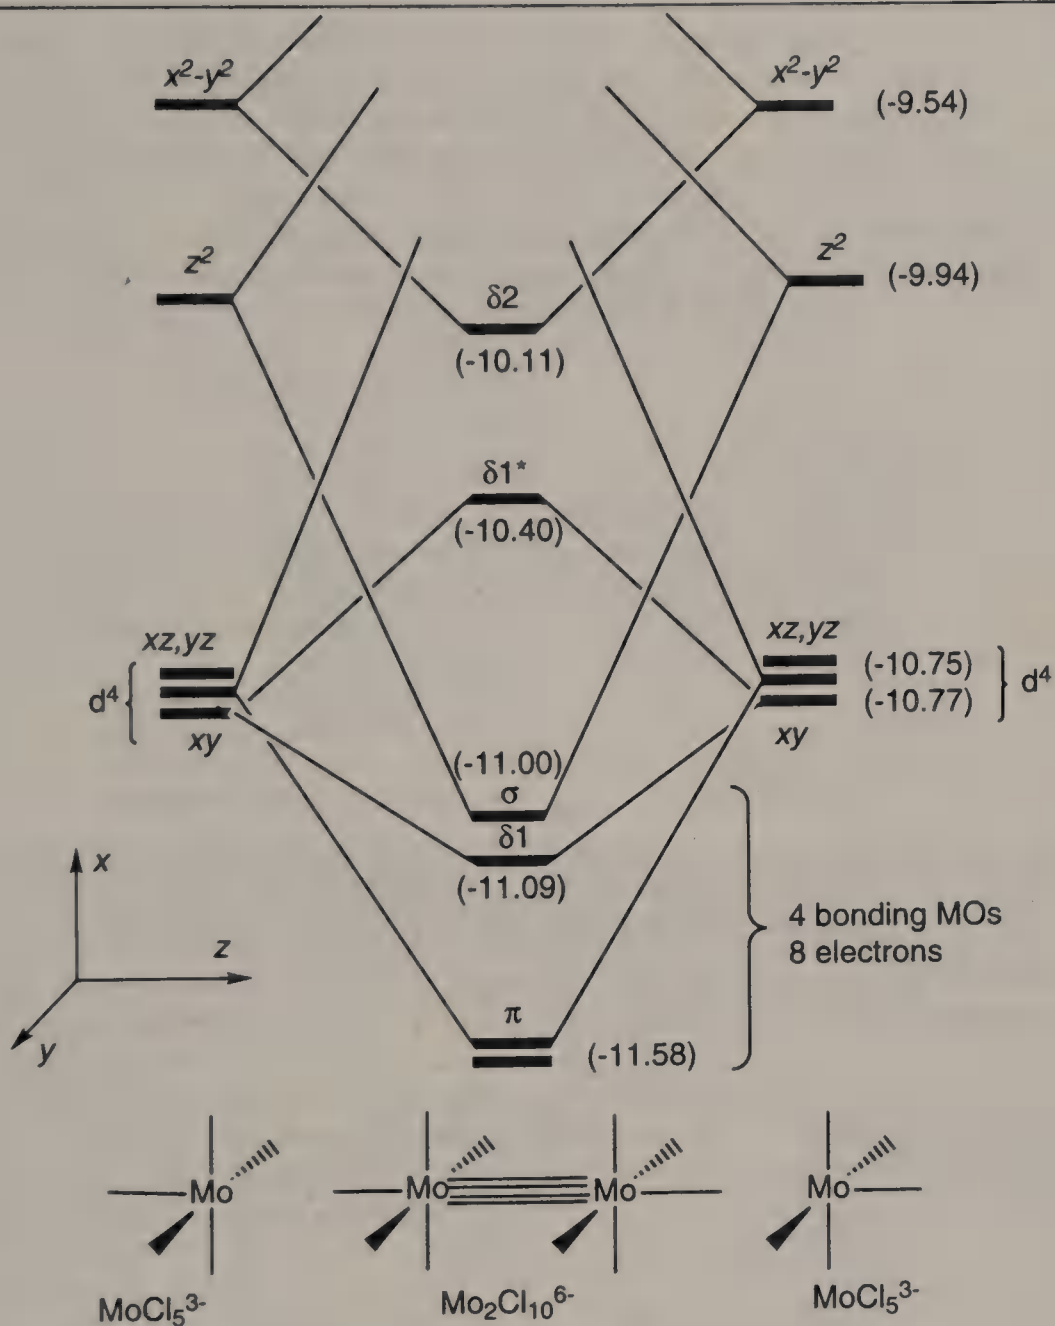 x²-y²
x²-y²
(-9.54)
z²
z²
(-9.94)
δ2
(-10.11)
δ1*
(-10.40)
xz,yz
xz,yz
d⁴
(-10.75)
d⁴
(-10.77)
xy
xy
(-11.00)
σ
δ1
(-11.09)
x
z
y
4 bonding MOs
8 electrons
π
(-11.58)
Mo
Mo
Mo
Mo
MoCl₅³⁻
Mo₂Cl₁₀⁶⁻
MoCl₅³⁻